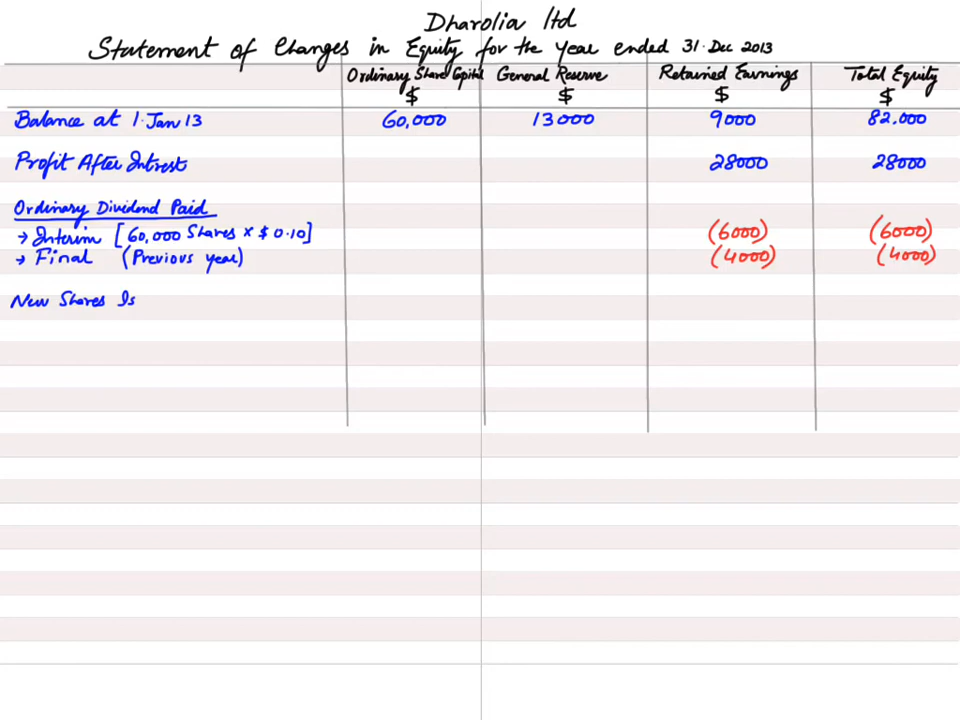 Dharolia ltd
Statement of Changes in Equity for the Year ended 31.Dec 2013
Ordinary Share Capital General Reserve Retained Earnings Total Equity
$ $ $ $
Balance at 1.Jan 13 60,000 13000 9000 82.000
Profit After Intrest 28000 28000
Ordinary Dividend Paid
→ Interim [60,000 Shares × $ 0.10] (6000) (6000)
→ Final (Previous year) (4000) (4000)
New Shares Is